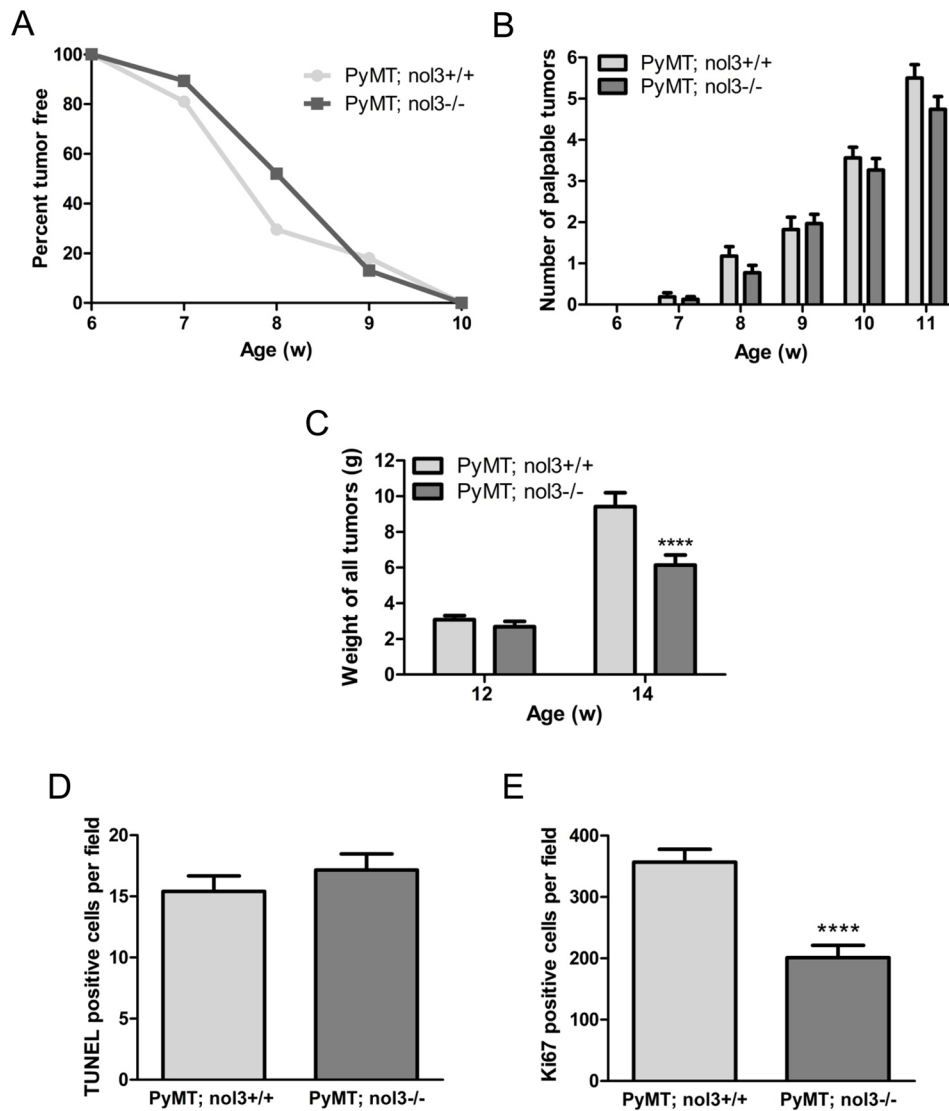 A
Percent tumor free
100
80
60
40
20
0
6 7 8 9 10
Age (w)
PyMT; nol3+/+
PyMT; nol3-/-
B
Number of palpable tumors
6
5
4
3
2
1
0
6 7 8 9 10 11
Age (w)
PyMT; nol3+/+
PyMT; nol3-/-
C
Weight of all tumors (g)
12
10
8
6
4
2
0
PyMT; nol3+/+
PyMT; nol3-/-
****
12 14
Age (w)
D
TUNEL positive cells per field
20
15
10
5
0
PyMT; nol3+/+ PyMT; nol3-/-
E
Ki67 positive cells per field
400
300
200
100
0
****
PyMT; nol3+/+ PyMT; nol3-/-